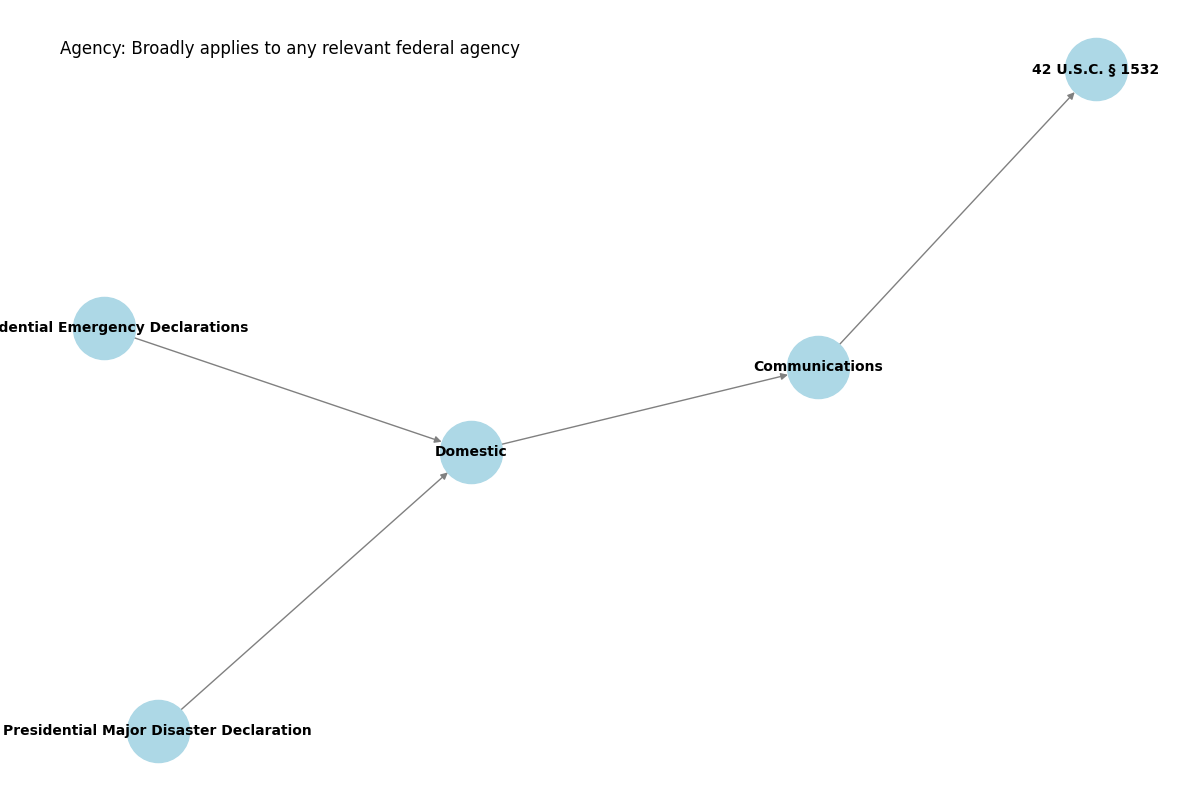 Agency: Broadly applies to any relevant federal agency
42 U.S.C. § 1532
dential Emergency Declarations
Communications
Domestic
Presidential Major Disaster Declaration